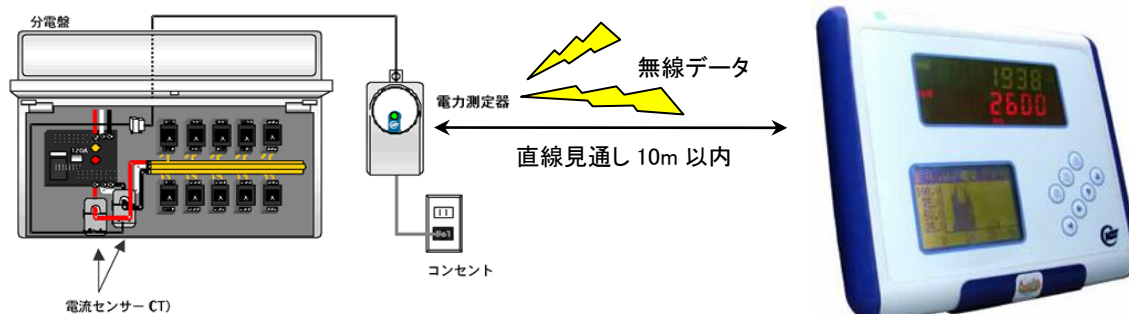 分電盤
120A
電力測定器
無線データ
直線見通し 10m 以内
コンセント
電流センサー CT)
1938
2600